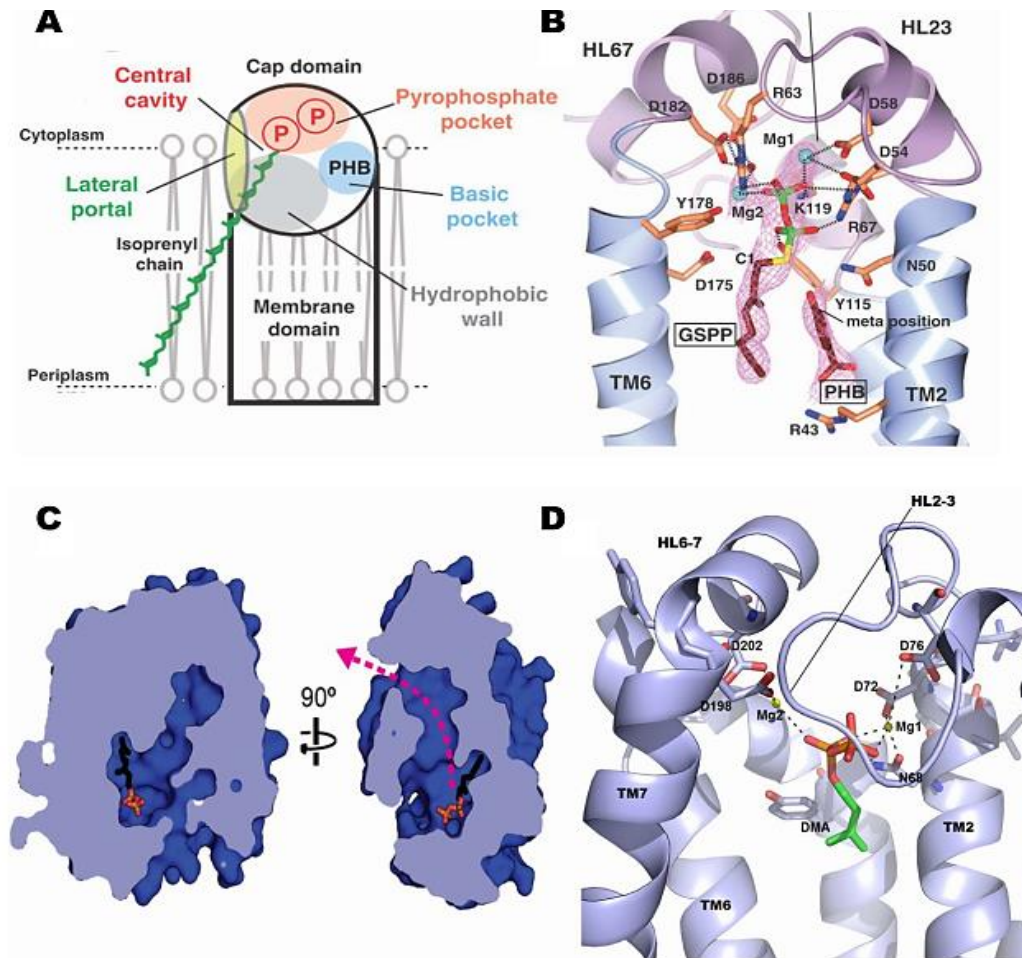 A
Central
cavity
Cap domain
Pyrophosphate
pocket
P
P
Cytoplasm
PHB
Lateral
portal
Basic
pocket
Isoprenyl
chain
Membrane
domain
Hydrophobic
wall
Periplasm
B
HL67
HL23
D186
R63
D182
D58
Mg1
D54
Y178
Mg2
K119
R67
C1
N50
D175
Y115
meta position
GSPP
PHB
TM6
TM2
R43
C
90º
D
HL2-3
HL6-7
D202
D76
D72
D198
Mg2
Mg1
N68
TM7
DMA
TM2
TM6